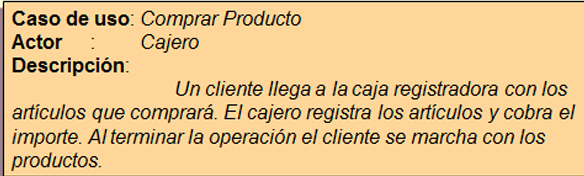 Caso de uso: Comprar Producto
Actor : Cajero
Descripción:
Un cliente llega a la caja registradora con los
artículos que comprará. El cajero registra los artículos y cobra el
importe. Al terminar la operación el cliente se marcha con los
productos.